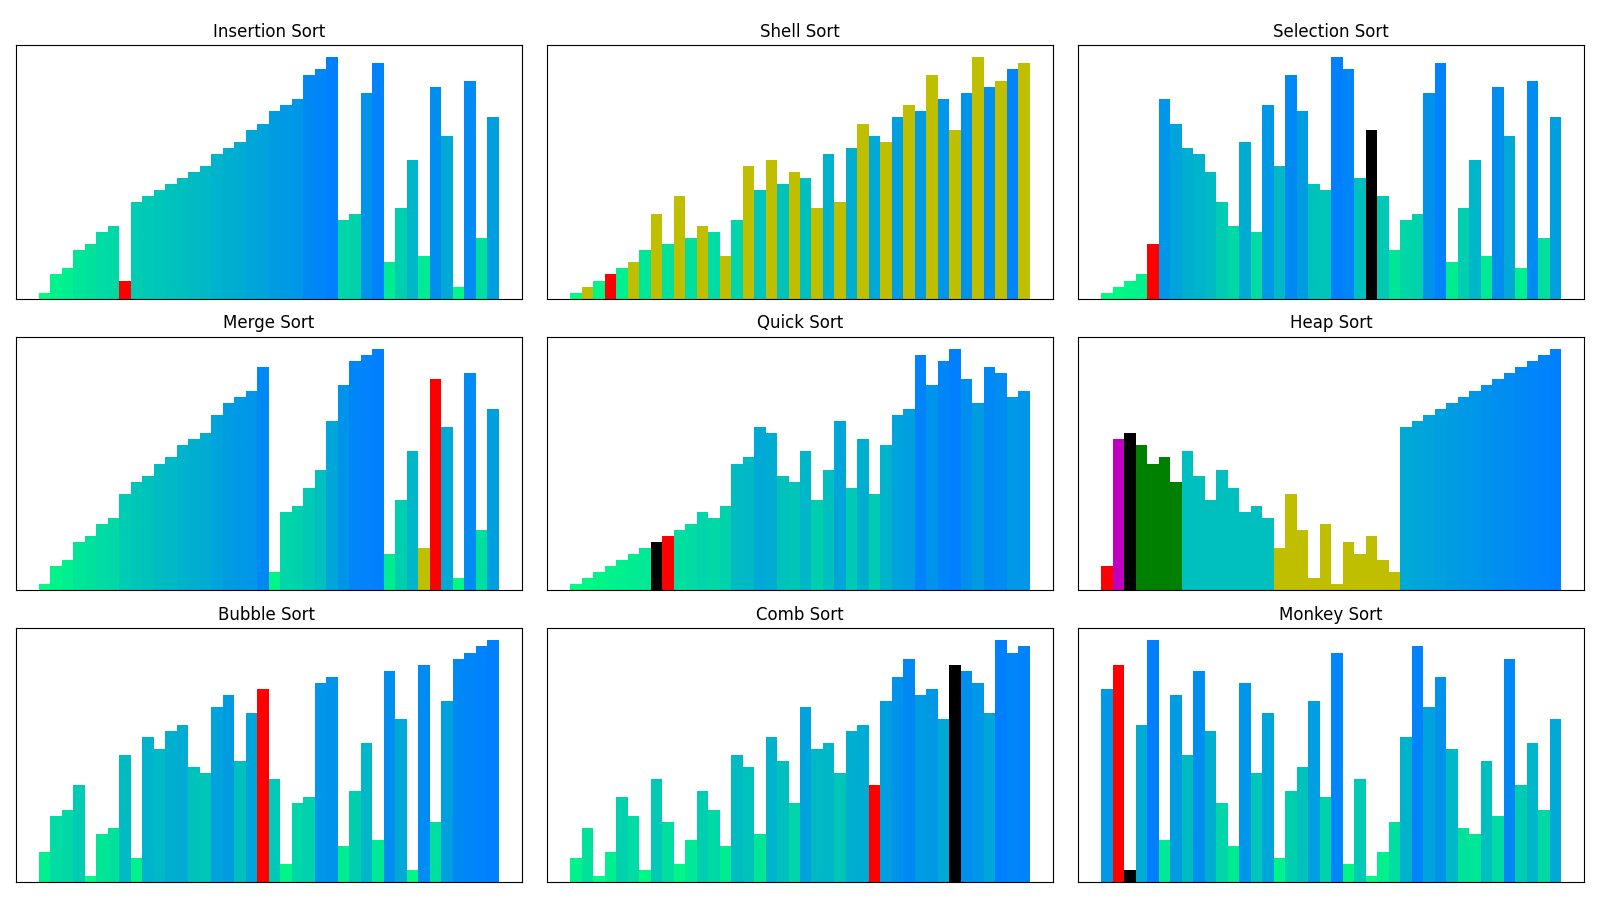 Insertion Sort
Shell Sort
Selection Sort
Merge Sort
Quick Sort
Heap Sort
Bubble Sort
Comb Sort
Monkey Sort